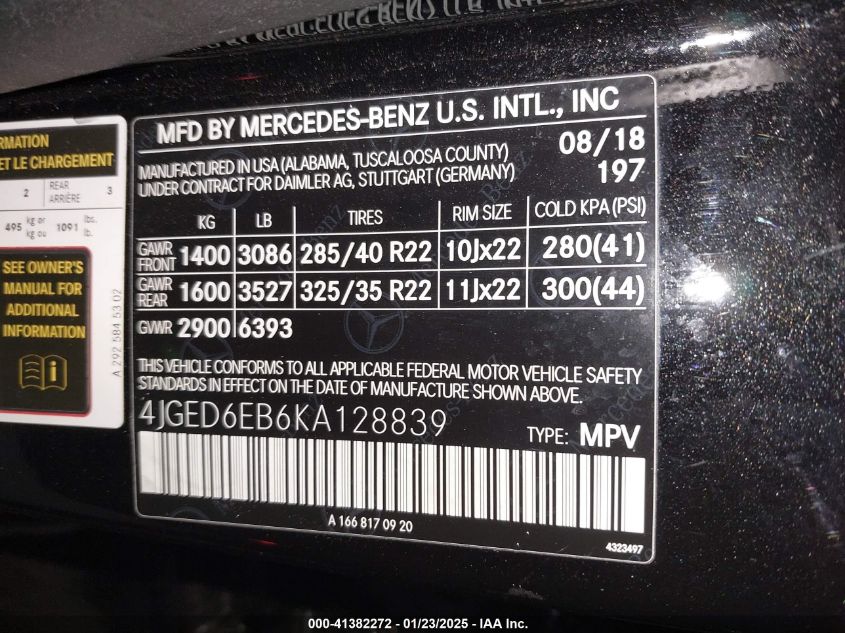 MFD BY MERCEDES-BENZ U.S. INTL., INC
MANUFACTURED IN USA (ALABAMA, TUSCALOOSA COUNTY) 08/18
UNDER CONTRACT FOR DAIMLER AG, STUTTGART (GERMANY) 197
KG LB TIRES RIM SIZE COLD KPA (PSI)
GAWR FRONT 1400 3086 285/40 R22 10Jx22 280(41)
GAWR REAR 1600 3527 325/35 R22 11Jx22 300(44)
GVWR 2900 6393
THIS VEHICLE CONFORMS TO ALL APPLICABLE FEDERAL MOTOR VEHICLE SAFETY
STANDARDS IN EFFECT ON THE DATE OF MANUFACTURE SHOWN ABOVE.
4JGED6EB6KA128839
TYPE: MPV
A 166 817 09 20
4323497
ET LE CHARGEMENT
2 REAR ARRIÈRE 3
495 kg or kg ou 1091 lbs. lb.
SEE OWNER'S
MANUAL FOR
ADDITIONAL
INFORMATION
A 292 584 53 02
000-41382272 - 01/23/2025 - IAA Inc.